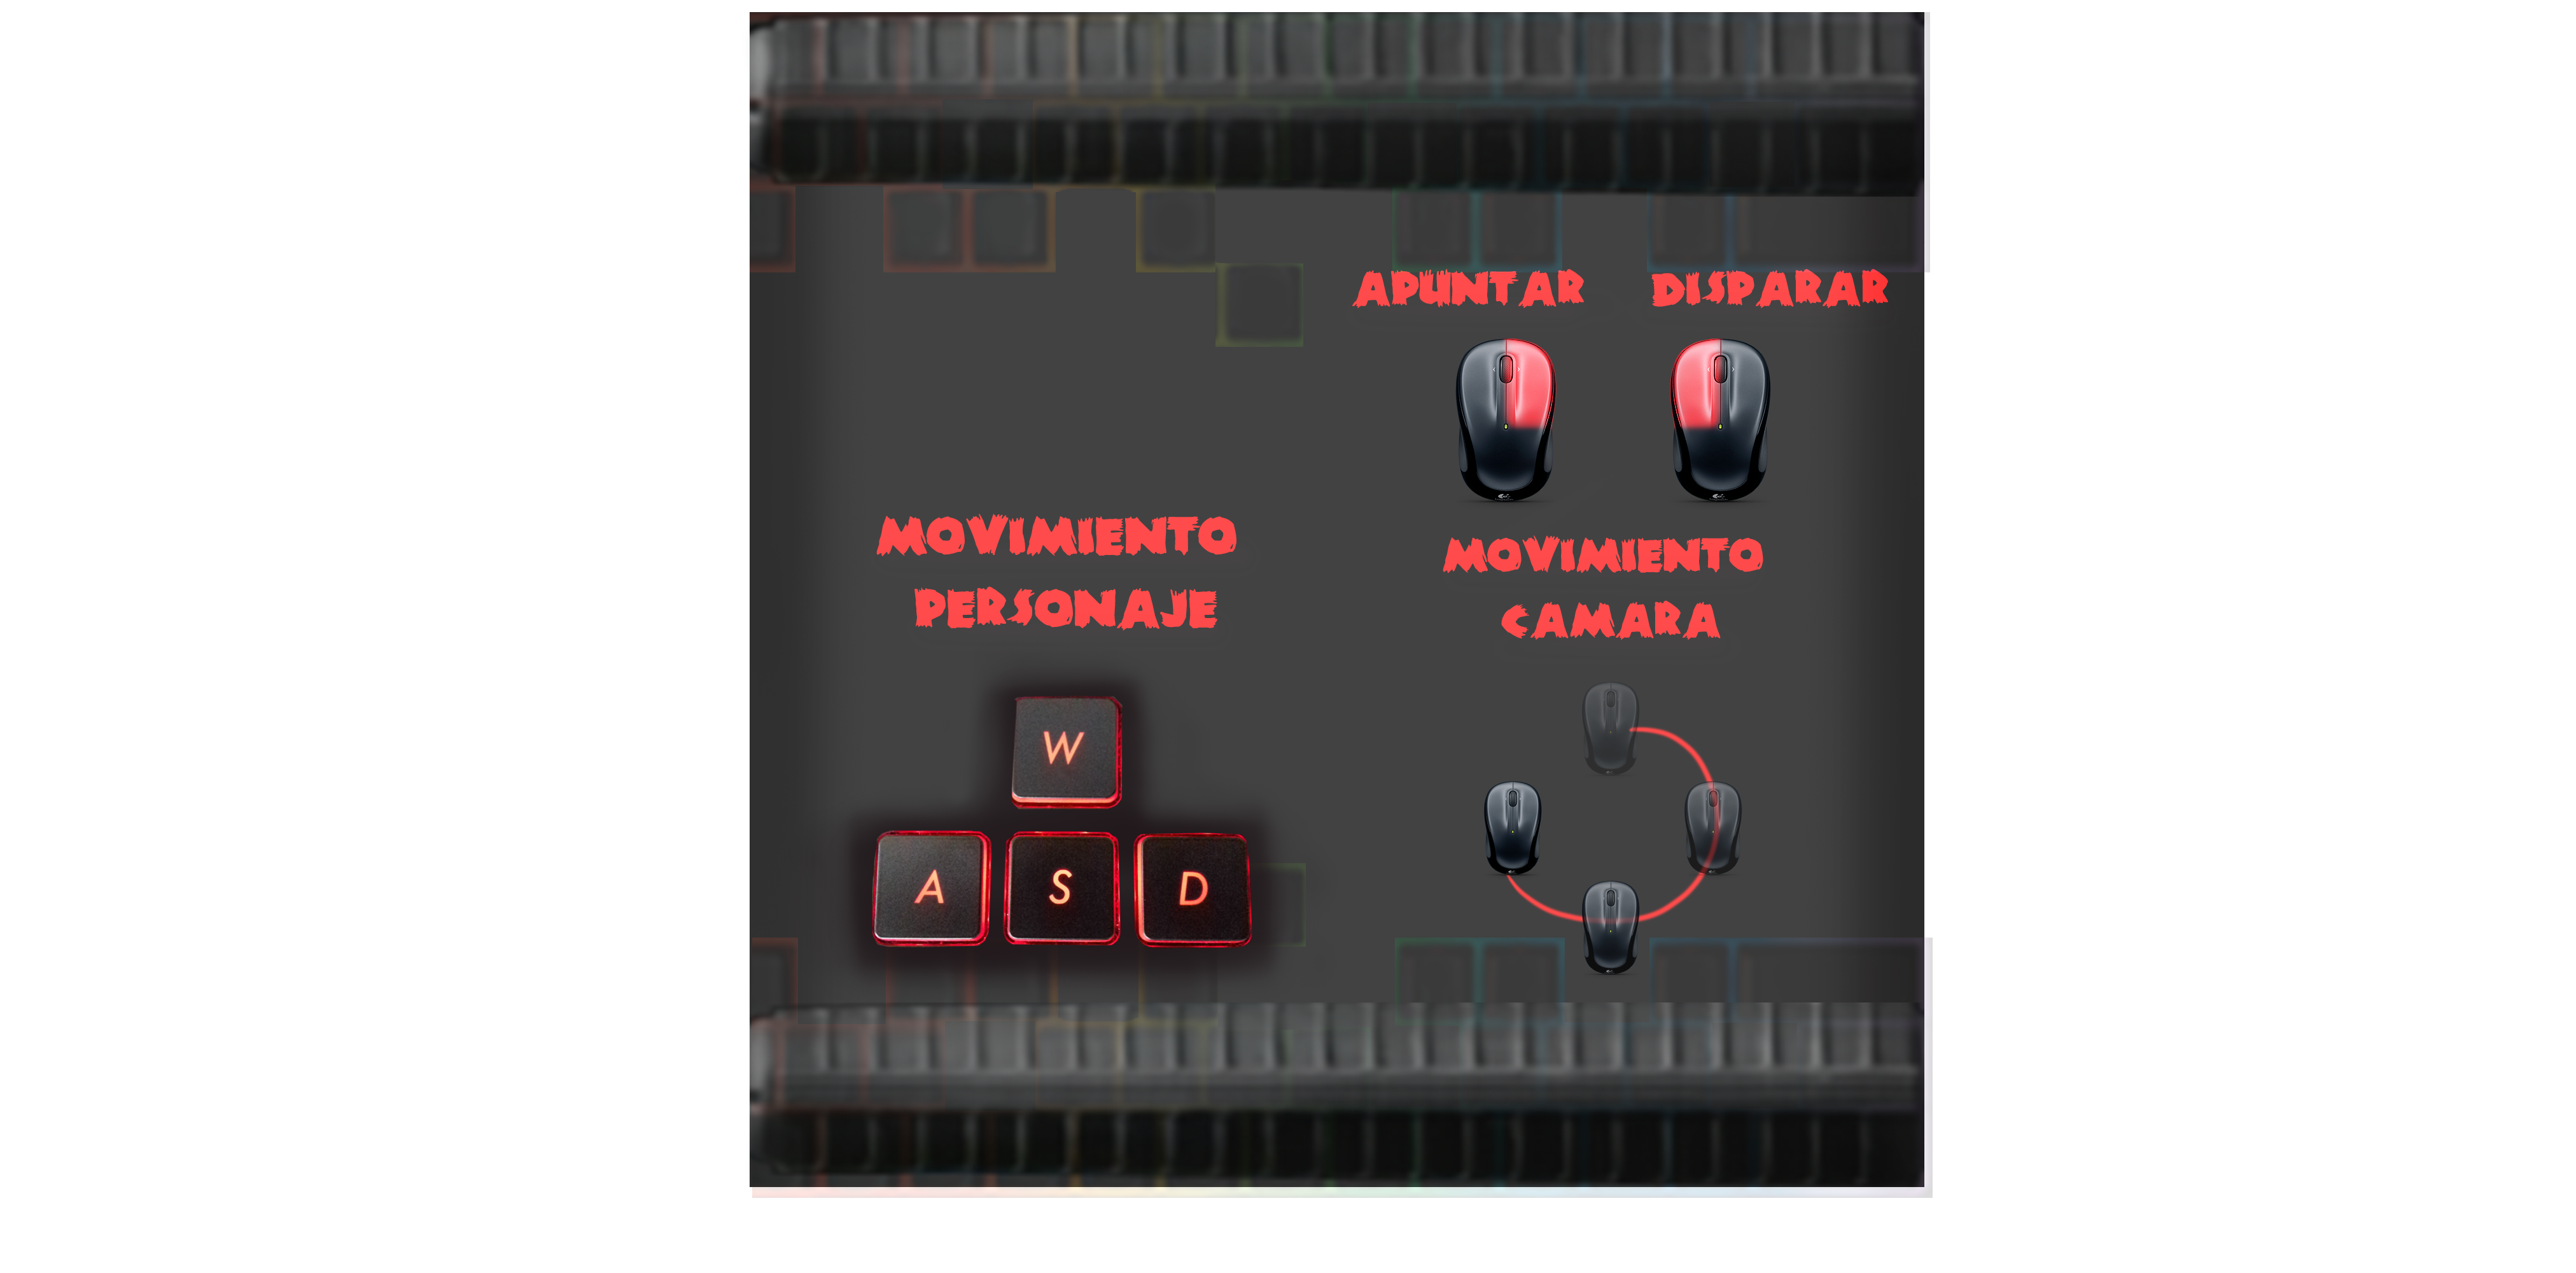 APUNTAR DISPARAR
MOVIMIENTO
PERSONAJE
MOVIMIENTO
CAMARA
W
A S D